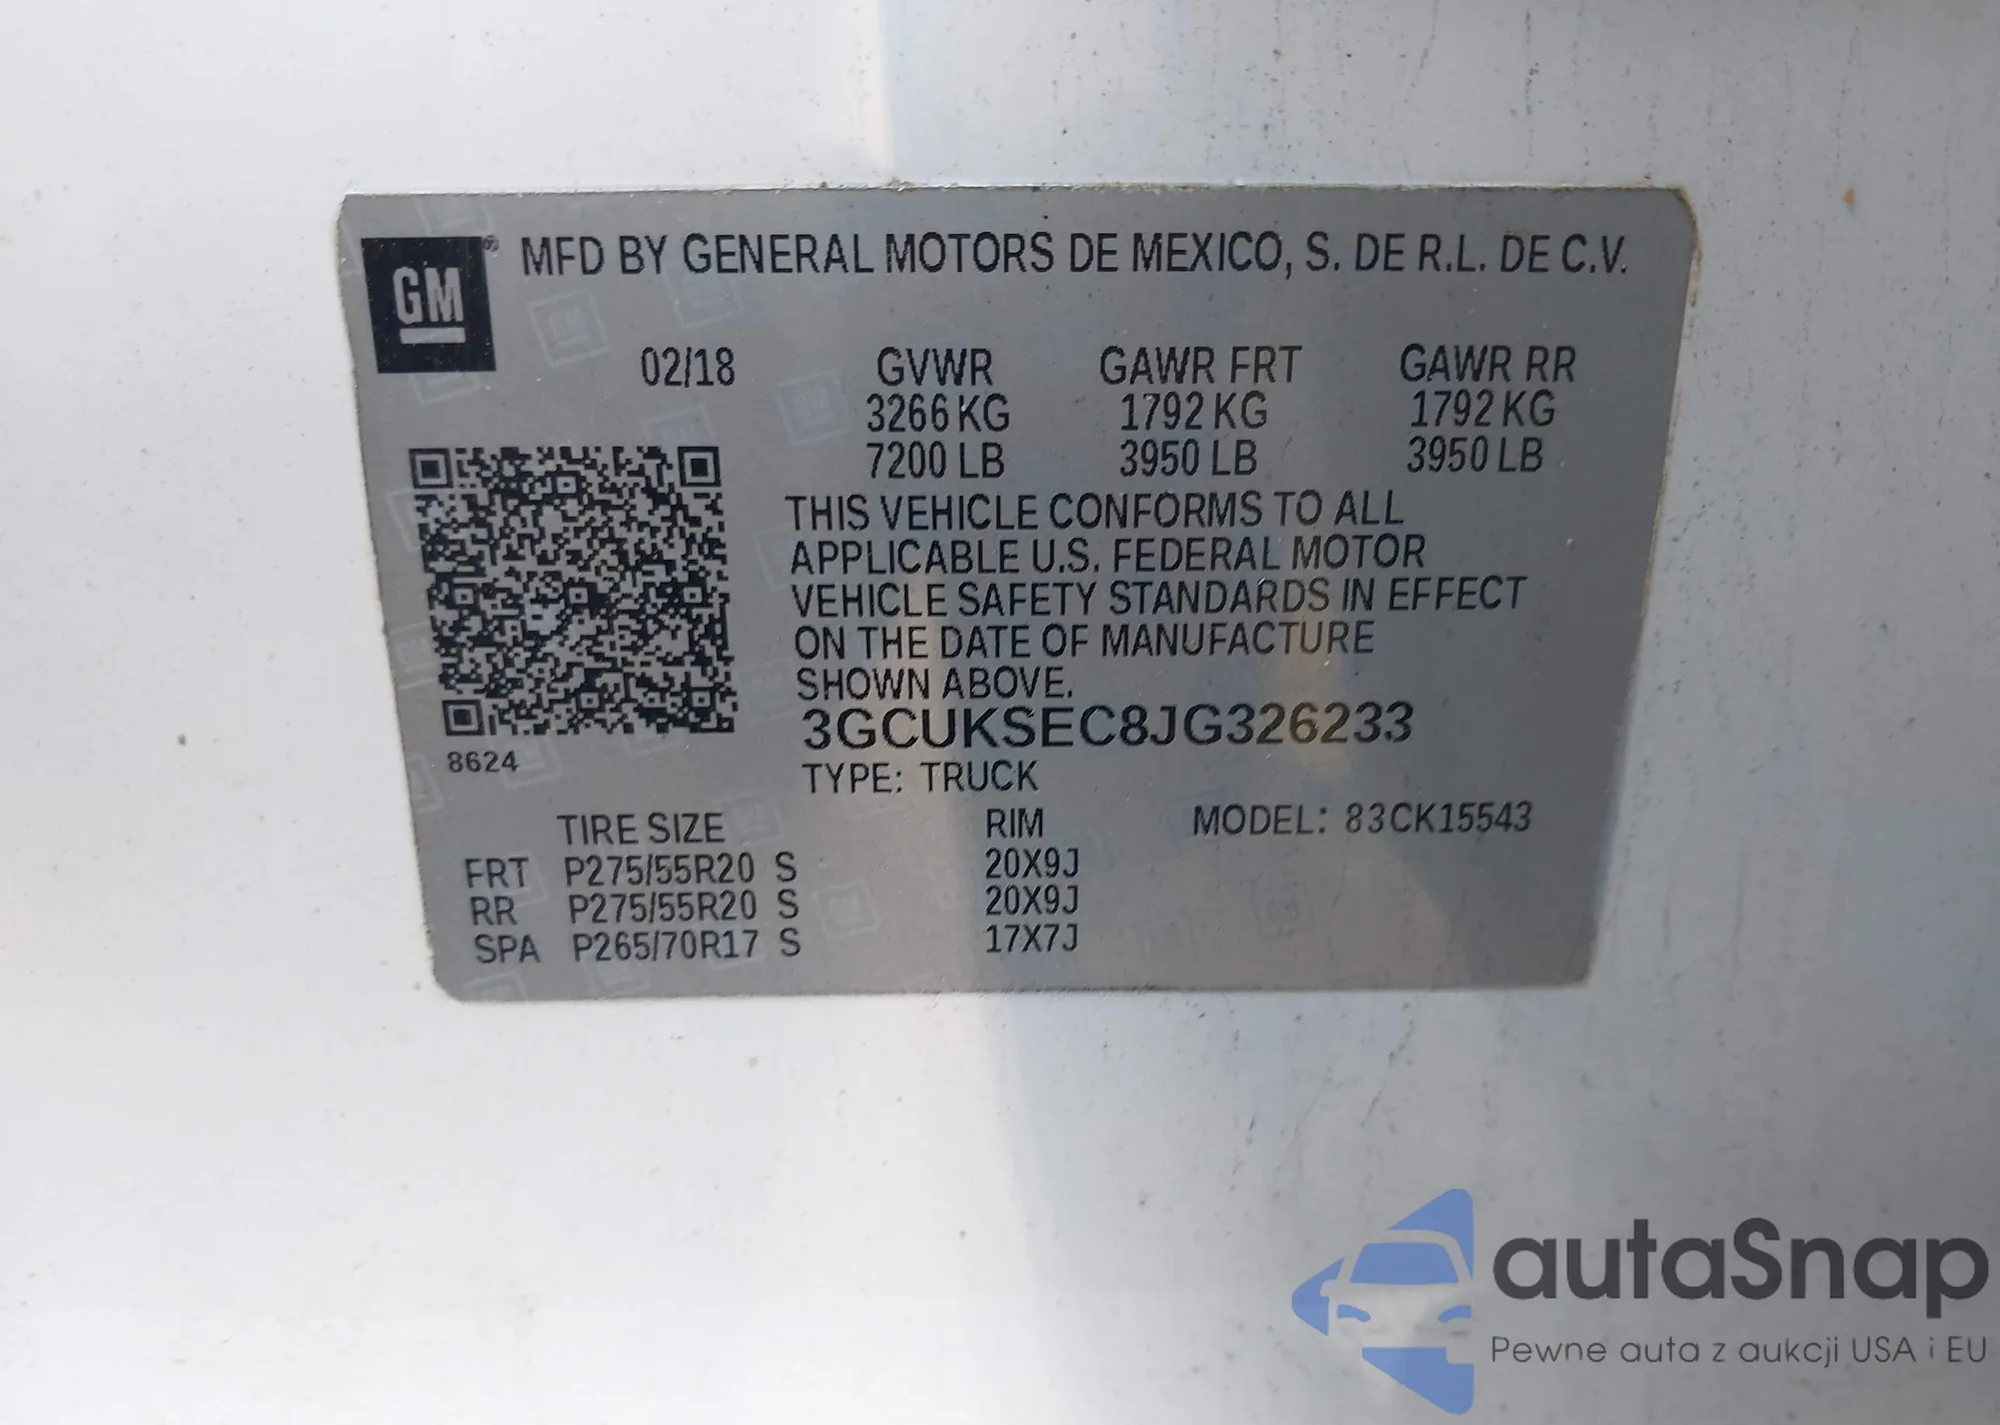 GM® MFD BY GENERAL MOTORS DE MEXICO, S. DE R.L. DE C.V.
02/18 GVWR GAWR FRT GAWR RR
3266 KG 1792 KG 1792 KG
7200 LB 3950 LB 3950 LB
THIS VEHICLE CONFORMS TO ALL
APPLICABLE U.S. FEDERAL MOTOR
VEHICLE SAFETY STANDARDS IN EFFECT
ON THE DATE OF MANUFACTURE
SHOWN ABOVE.
3GCUKSEC8JG326233
8624
TYPE: TRUCK
TIRE SIZE RIM MODEL: 83CK15543
FRT P275/55R20 S 20X9J
RR P275/55R20 S 20X9J
SPA P265/70R17 S 17X7J
autaSnap
Pewne auta z aukcji USA i EU